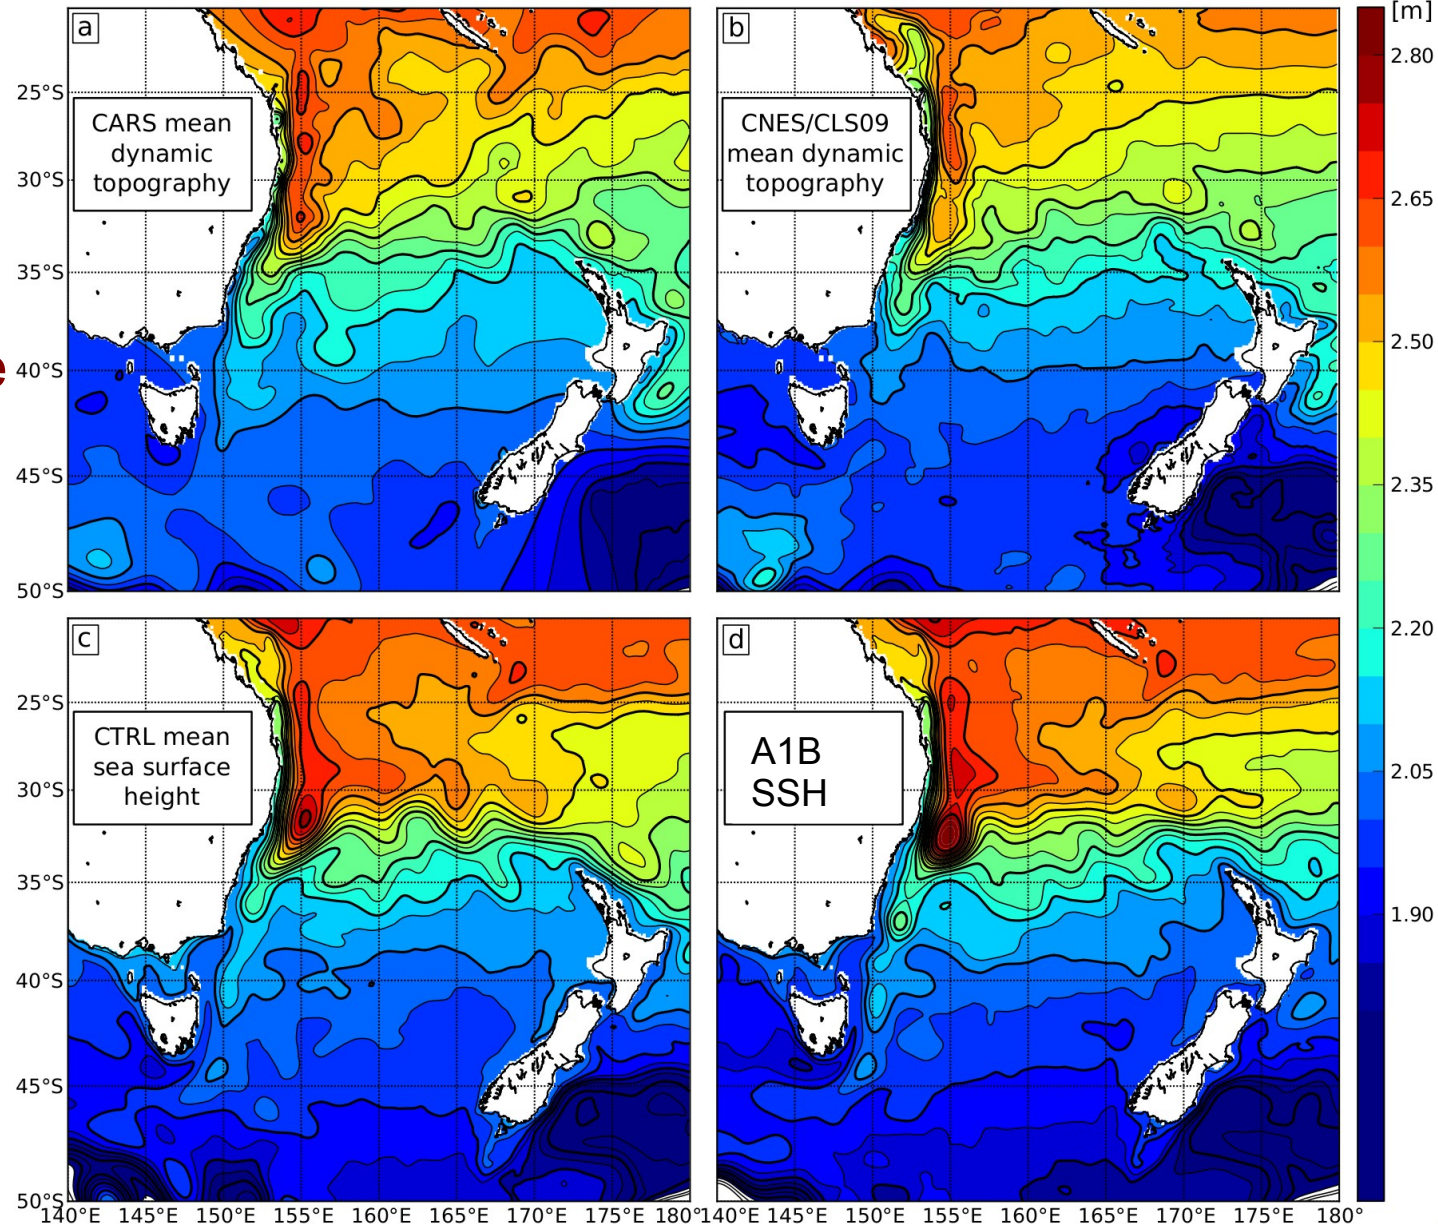 a
CARS mean
dynamic
topography
25°S
30°S
35°S
40°S
45°S
50°S
b
CNES/CLS09
mean dynamic
topography
[m]
2.80
2.65
2.50
2.35
2.20
2.05
1.90
e
c
CTRL mean
sea surface
height
25°S
30°S
35°S
40°S
45°S
50°S
140°E 145°E 150°E 155°E 160°E 165°E 170°E 175°E 180°
d
A1B
SSH
140°E 145°E 150°E 155°E 160°E 165°E 170°E 175°E 180°